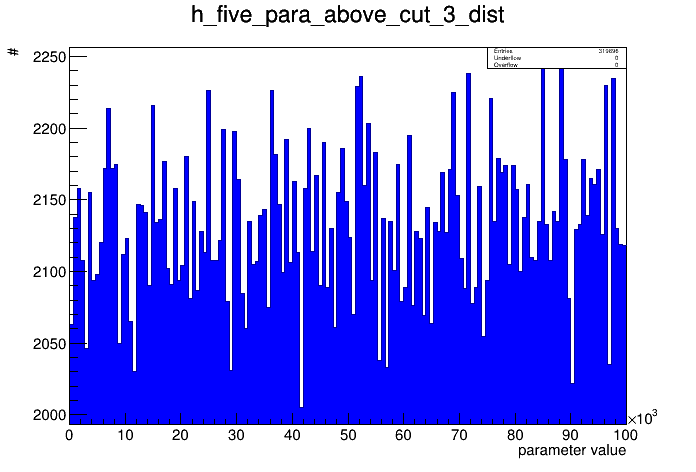 h_five_para_above_cut_3_dist
#
Entries 319896
Underflow 0
Overflow 0
2250
2200
2150
2100
2050
2000
0 10 20 30 40 50 60 70 80 90 100
×10³
parameter value